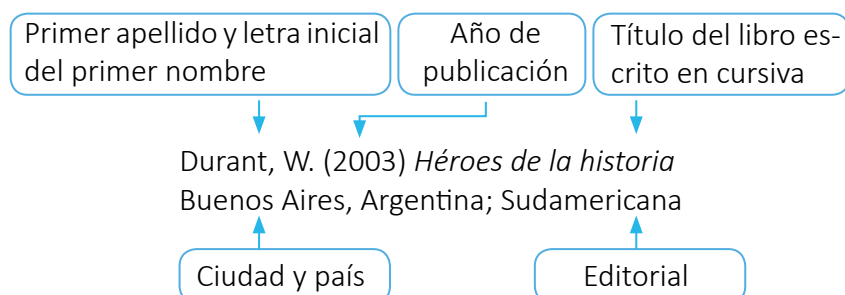 Primer apellido y letra inicial
del primer nombre
Año de
publicación
Título del libro es-
crito en cursiva
Durant, W. (2003) Héroes de la historia
Buenos Aires, Argentina; Sudamericana
Ciudad y país
Editorial